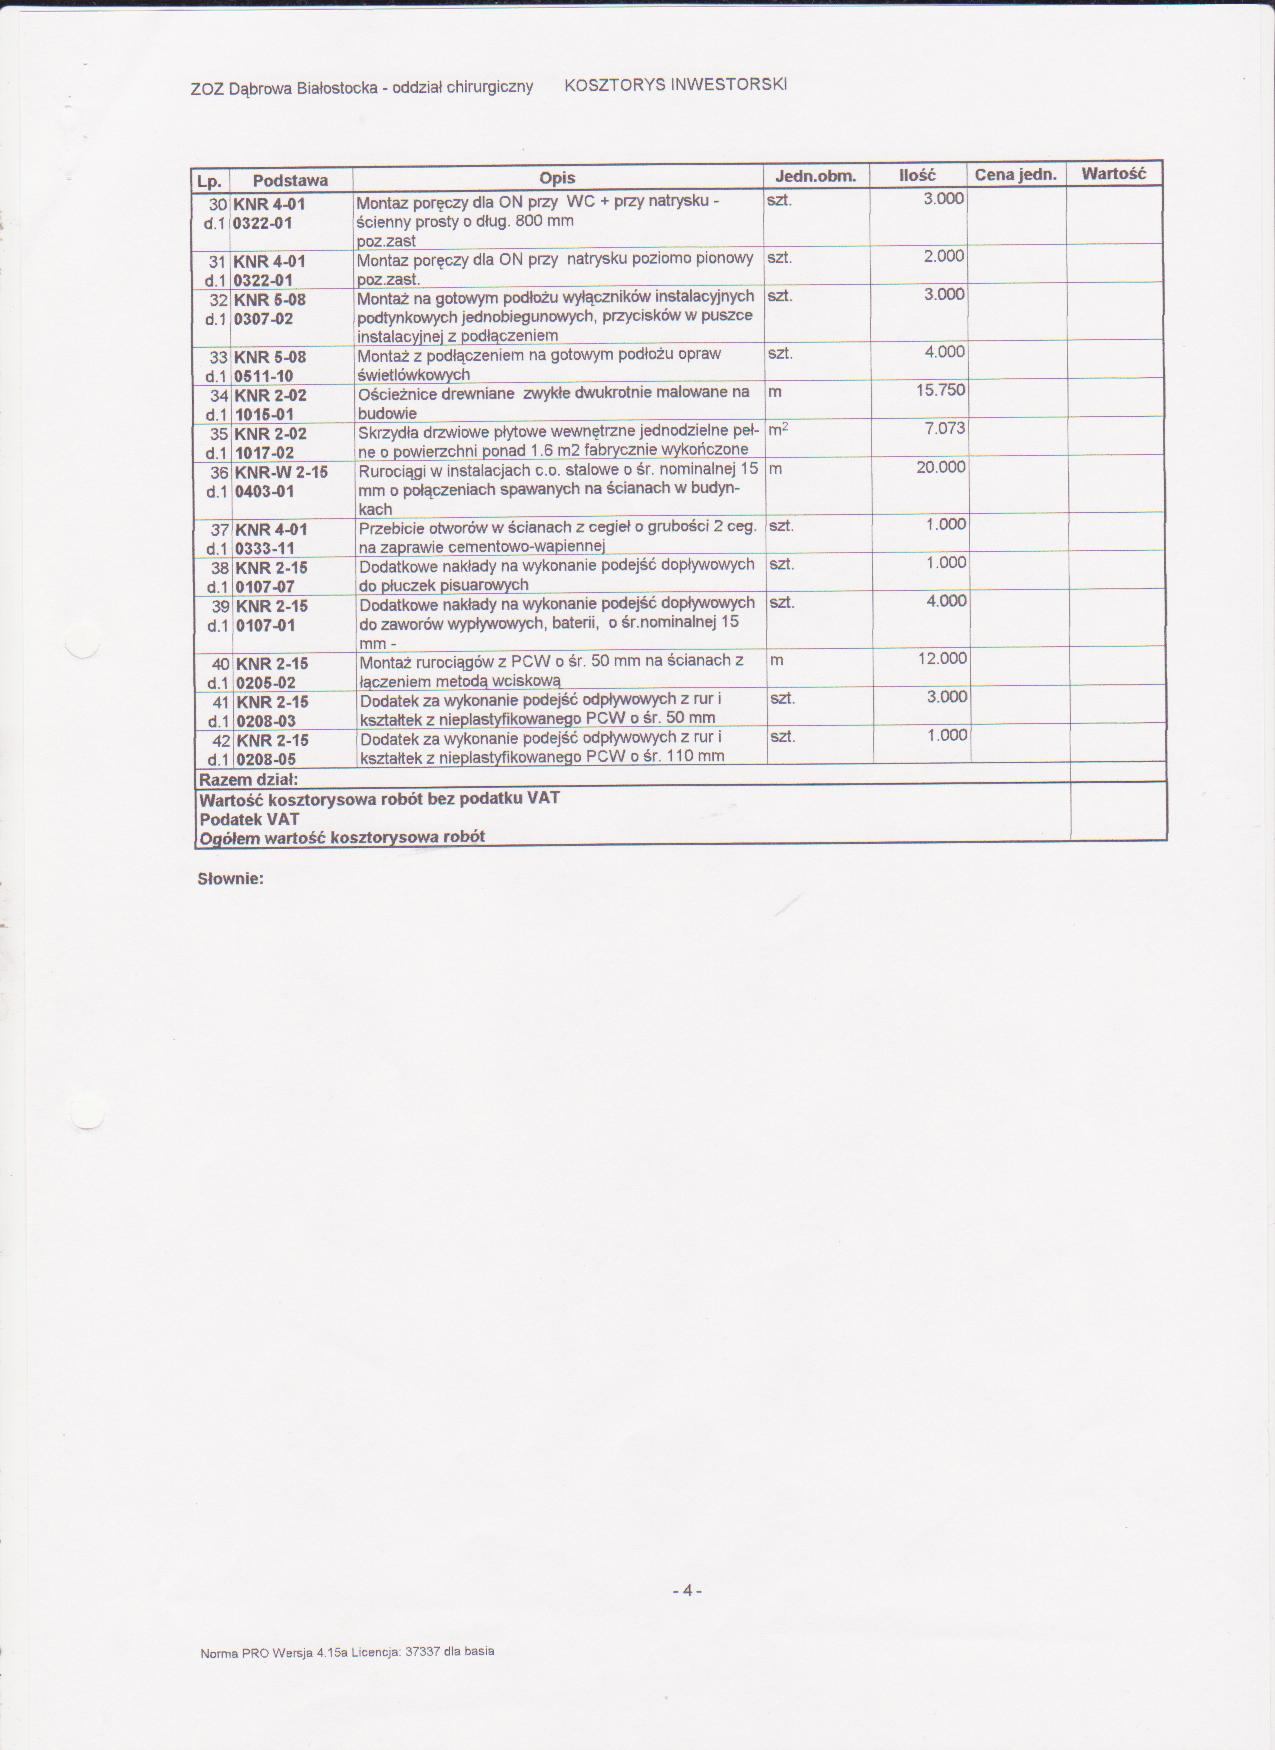 ZOZ Dąbrowa Białostocka - oddział chirurgiczny KOSZTORYS INWESTORSKI
Lp. Podstawa Opis Jedn.obm. Ilość Cena jedn. Wartość
30 KNR 4-01 Montaz poręczy dla ON przy WC + przy natrysku - szt. 3.000
d.1 0322-01 ścienny prosty o dług. 800 mm
poz.zast
31 KNR 4-01 Montaz poręczy dla ON przy natrysku poziomo pionowy szt. 2.000
d.1 0322-01 poz.zast.
32 KNR 5-08 Montaż na gotowym podłożu wyłączników instalacyjnych szt. 3.000
d.1 0307-02 podtynkowych jednobiegunowych, przycisków w puszce
instalacyjnej z podłączeniem
33 KNR 5-08 Montaż z podłączeniem na gotowym podłożu opraw szt. 4.000
d.1 0511-10 świetlówkowych
34 KNR 2-02 Ościeżnice drewniane zwykłe dwukrotnie malowane na m 15.750
d.1 1016-01 budowie
35 KNR 2-02 Skrzydła drzwiowe płytowe wewnętrzne jednodzielne peł- m² 7.073
d.1 1017-02 ne o powierzchni ponad 1.6 m2 fabrycznie wykończone
36 KNR-W 2-15 Rurociągi w instalacjach c.o. stalowe o śr. nominalnej 15 m 20.000
d.1 0403-01 mm o połączeniach spawanych na ścianach w budyn-
kach
37 KNR 4-01 Przebicie otworów w ścianach z cegieł o grubości 2 ceg. szt. 1.000
d.1 0333-11 na zaprawie cementowo-wapiennej
38 KNR 2-15 Dodatkowe nakłady na wykonanie podejść dopływowych szt. 1.000
d.1 0107-07 do płuczek pisuarowych
39 KNR 2-15 Dodatkowe nakłady na wykonanie podejść dopływowych szt. 4.000
d.1 0107-01 do zaworów wypływowych, baterii, o śr.nominalnej 15
mm -
40 KNR 2-15 Montaż rurociągów z PCW o śr. 50 mm na ścianach z m 12.000
d.1 0205-02 łączeniem metodą wciskową
41 KNR 2-15 Dodatek za wykonanie podejść odpływowych z rur i szt. 3.000
d.1 0208-03 kształtek z nieplastyfikowanego PCW o śr. 50 mm
42 KNR 2-15 Dodatek za wykonanie podejść odpływowych z rur i szt. 1.000
d.1 0208-05 kształtek z nieplastyfikowanego PCW o śr. 110 mm
Razem dział:
Wartość kosztorysowa robót bez podatku VAT
Podatek VAT
Ogółem wartość kosztorysowa robót
Słownie:
- 4 -
Norma PRO Wersja 4.15a Licencja: 37337 dla basia